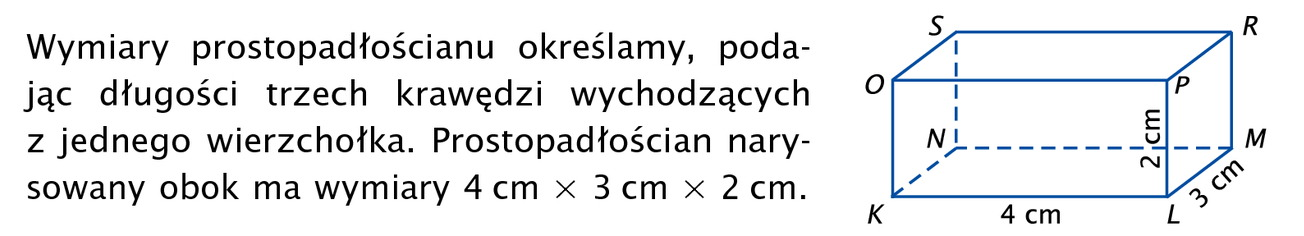 Wymiary prostopadłościanu określamy, poda-
jąc długości trzech krawędzi wychodzących
z jednego wierzchołka. Prostopadłościan nary-
sowany obok ma wymiary 4 cm × 3 cm × 2 cm.
S
R
O
P
N
2 cm
M
3 cm
K
4 cm
L